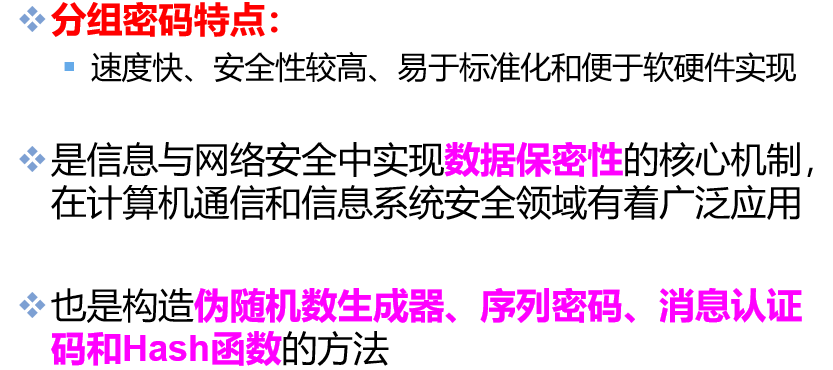 分组密码特点：
速度快、安全性较高、易于标准化和便于软硬件实现
是信息与网络安全中实现数据保密性的核心机制，
在计算机通信和信息系统安全领域有着广泛应用
也是构造伪随机数生成器、序列密码、消息认证
码和Hash函数的方法